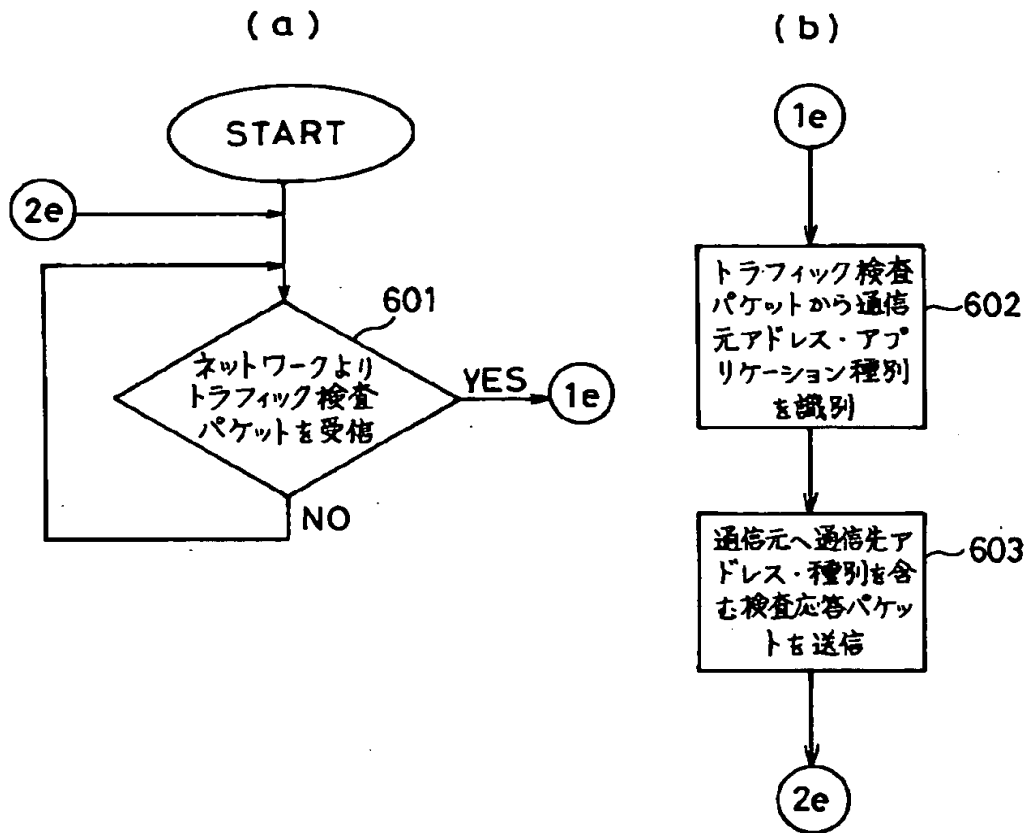 (a)
START
2e
601
ネットワークより
トラフィック検査
パケットを受信
YES
1e
NO
(b)
1e
トラフィック検査
パケットから通信
元アドレス・アプ
リケーション種別
を識別
602
通信元へ通信先ア
ドレス・種別を含
む検査応答パケッ
トを送信
603
2e